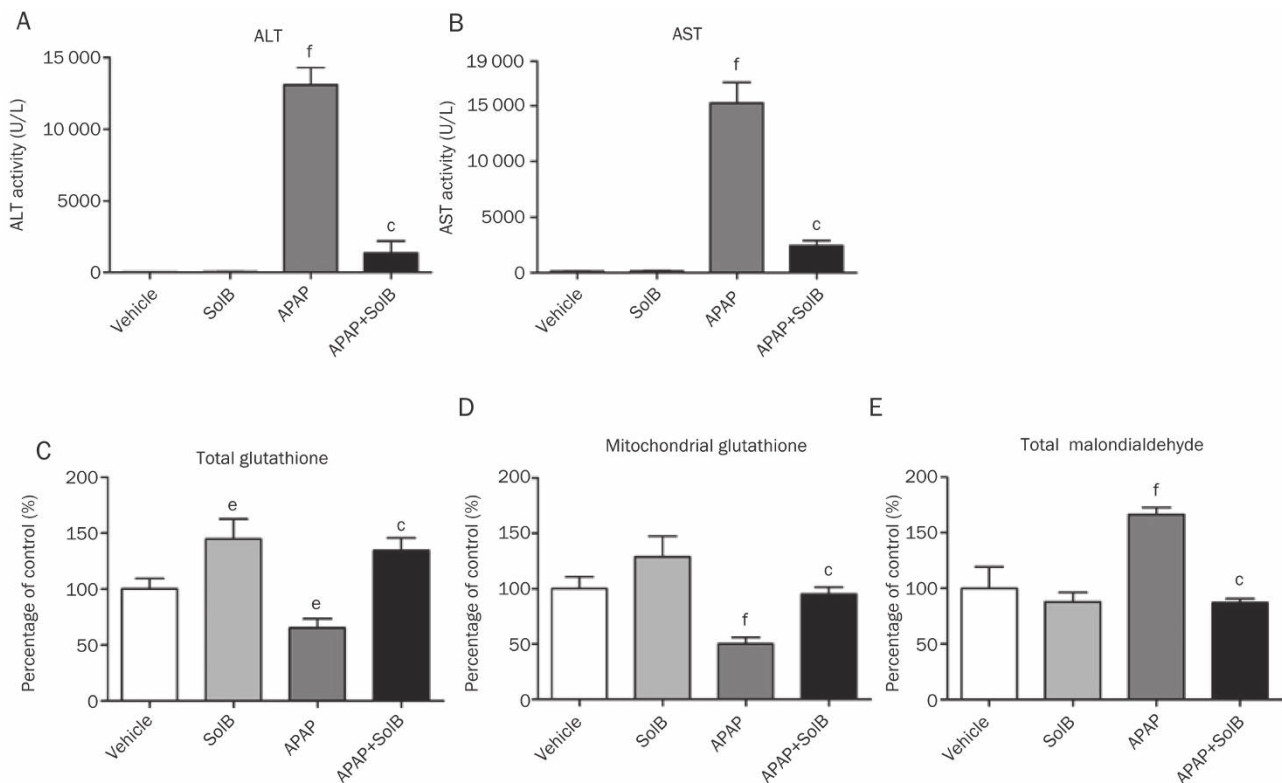 A
ALT
ALT activity (U/L)
15 000
10 000
5000
0
f
c
Vehicle
SolB
APAP
APAP+SolB
B
AST
AST activity (U/L)
19 000
15 000
5000
0
f
c
Vehicle
SolB
APAP
APAP+SolB
C
Total glutathione
Percentage of control (%)
200
150
100
50
0
e
e
c
Vehicle
SolB
APAP
APAP+SolB
D
Mitochondrial glutathione
Percentage of control (%)
200
150
100
50
0
f
c
Vehicle
SolB
APAP
APAP+SolB
E
Total malondialdehyde
Percentage of control (%)
200
150
100
50
0
f
c
Vehicle
SolB
APAP
APAP+SolB